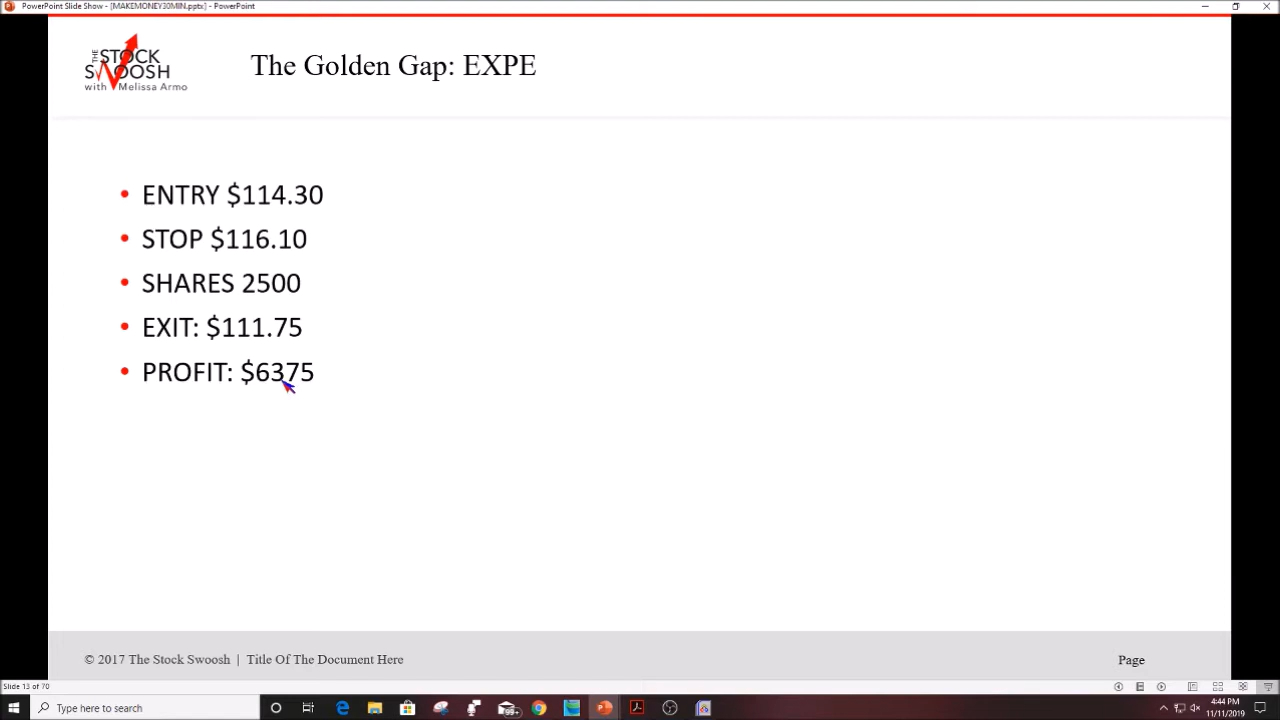 PowerPoint Slide Show - [MAKEMONEY30MIN.pptx] - PowerPoint
THE STOCK
SWOOSH
with Melissa Armo
The Golden Gap: EXPE
• ENTRY $114.30
• STOP $116.10
• SHARES 2500
• EXIT: $111.75
• PROFIT: $6375
© 2017 The Stock Swoosh | Title Of The Document Here
Page
Slide 13 of 70
Type here to search
99+
4:44 PM
11/11/2019